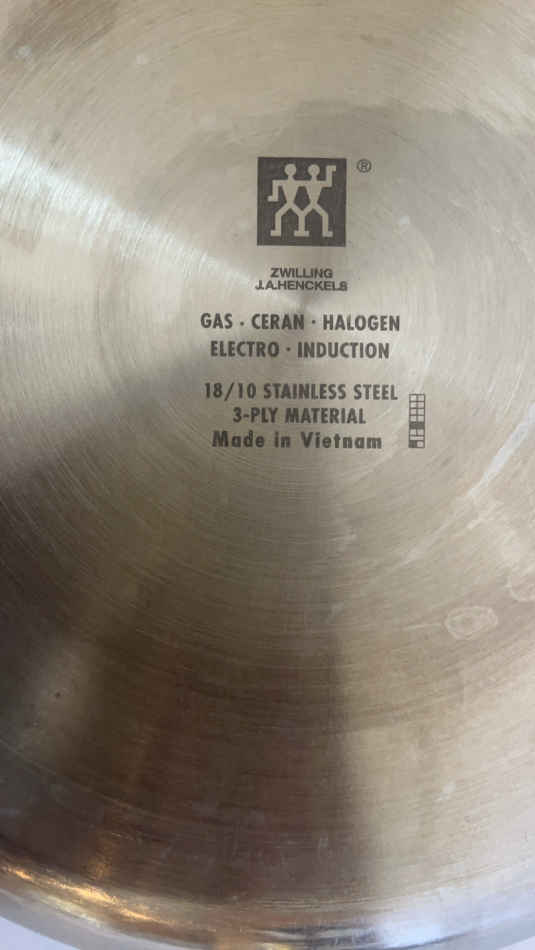 ®
ZWILLING
J.A.HENCKELS
GAS · CERAN · HALOGEN
ELECTRO · INDUCTION
18/10 STAINLESS STEEL
3-PLY MATERIAL
Made in Vietnam